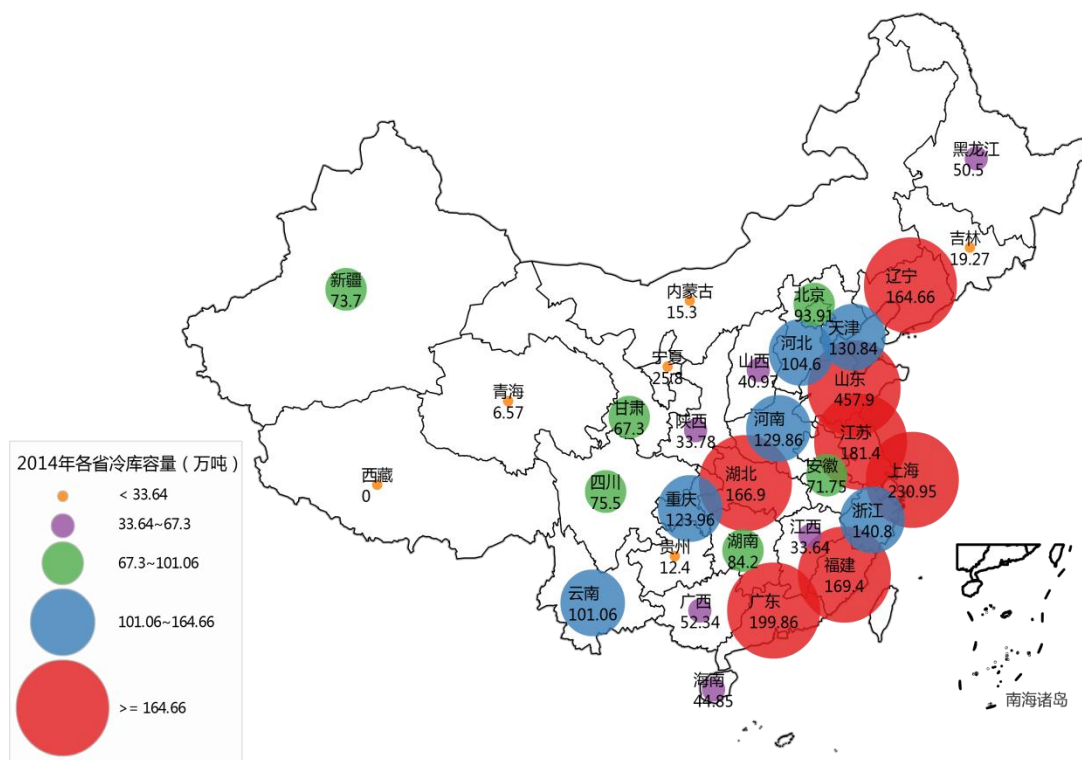 黑龙江
50.5
吉林
19.27
辽宁
164.66
新疆
73.7
内蒙古
15.3
北京
93.91
天津
130.84
河北
104.6
宁夏
25.8
山西
40.97
山东
457.9
青海
6.57
甘肃
67.3
陕西
33.78
河南
129.86
江苏
181.4
西藏
0
四川
75.5
湖北
166.9
安徽
71.75
上海
230.95
重庆
123.96
浙江
140.8
江西
33.64
湖南
84.2
贵州
12.4
福建
169.4
云南
101.06
广西
52.34
广东
199.86
海南
44.85
南海诸岛
2014年各省冷库容量（万吨）
< 33.64
33.64~67.3
67.3~101.06
101.06~164.66
>= 164.66